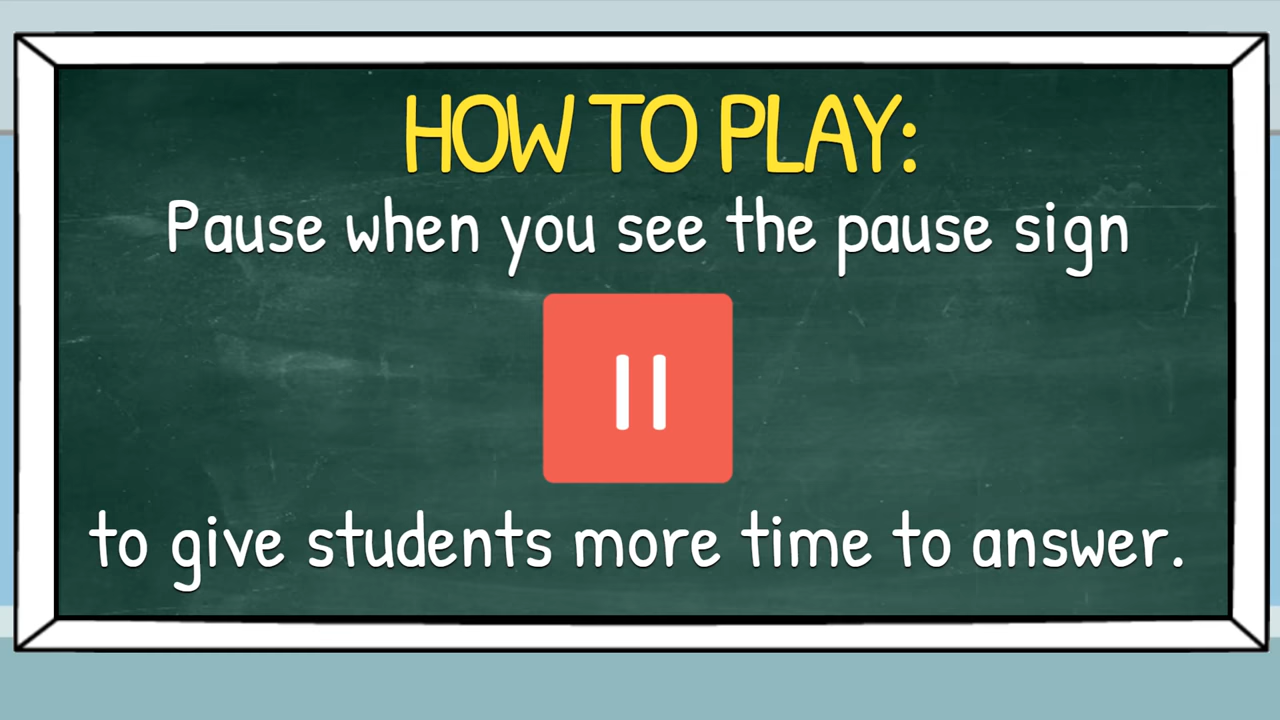 HOW TO PLAY:
Pause when you see the pause sign
to give students more time to answer.